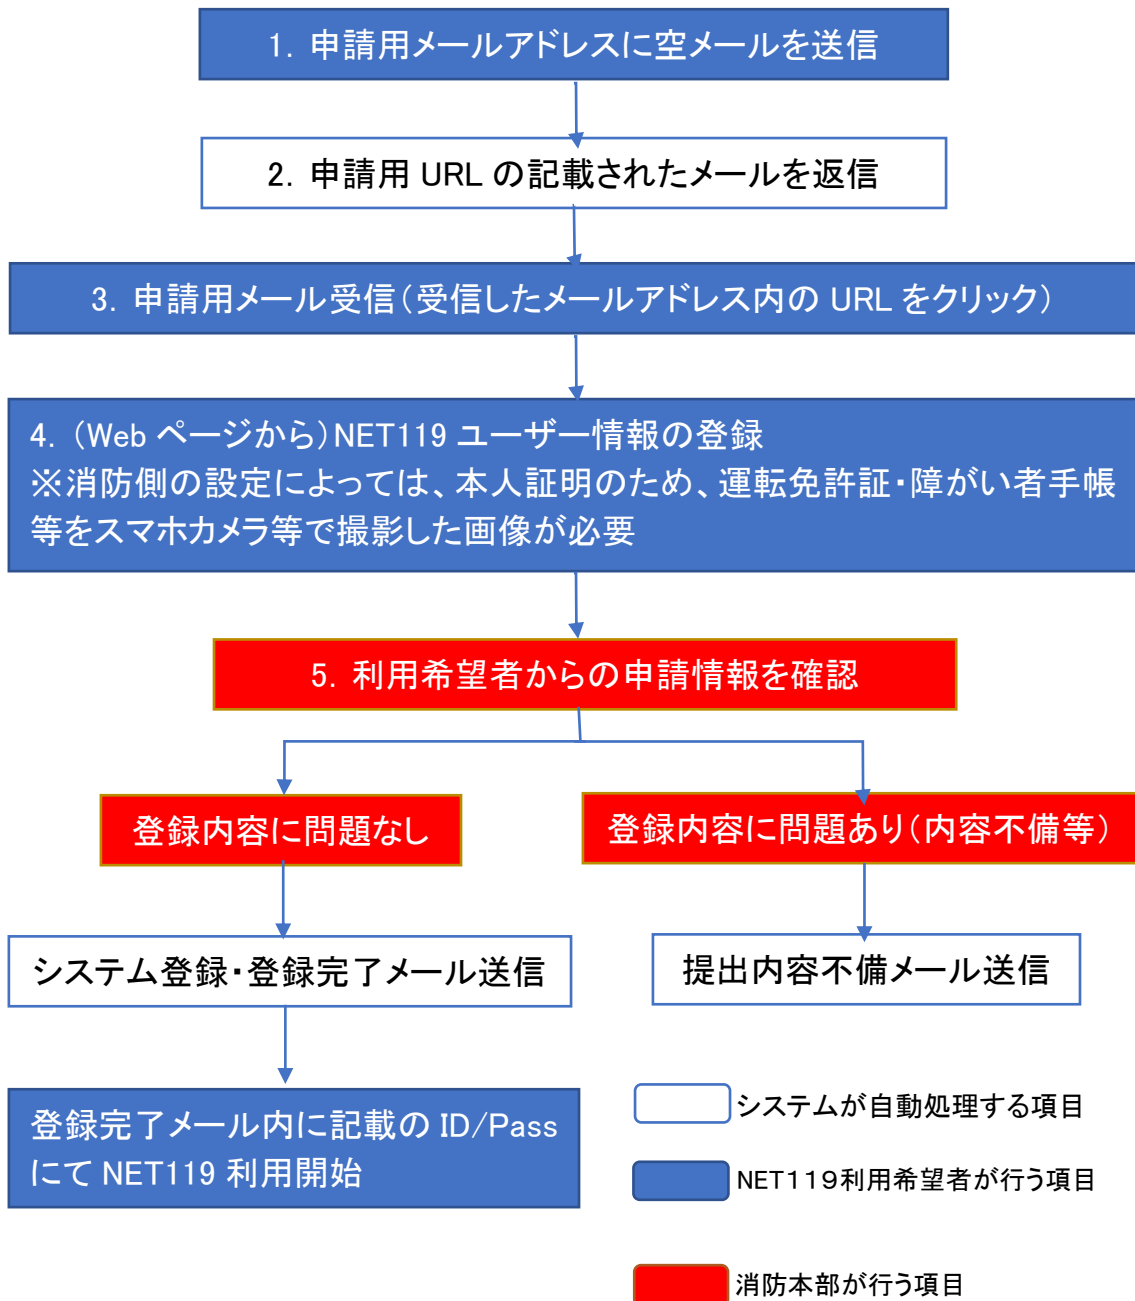 1. 申請用メールアドレスに空メールを送信
2. 申請用 URL の記載されたメールを返信
3. 申請用メール受信（受信したメールアドレス内の URL をクリック）
4. （Web ページから）NET119 ユーザー情報の登録
※消防側の設定によっては、本人証明のため、運転免許証・障がい者手帳
等をスマホカメラ等で撮影した画像が必要
5. 利用希望者からの申請情報を確認
登録内容に問題なし
登録内容に問題あり（内容不備等）
システム登録・登録完了メール送信
提出内容不備メール送信
登録完了メール内に記載の ID/Pass
にて NET119 利用開始
システムが自動処理する項目
NET１１９利用希望者が行う項目
消防本部が行う項目